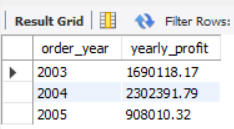 Result Grid Filter Rows:
order_year yearly_profit
2003 1690118.17
2004 2302391.79
2005 908010.32